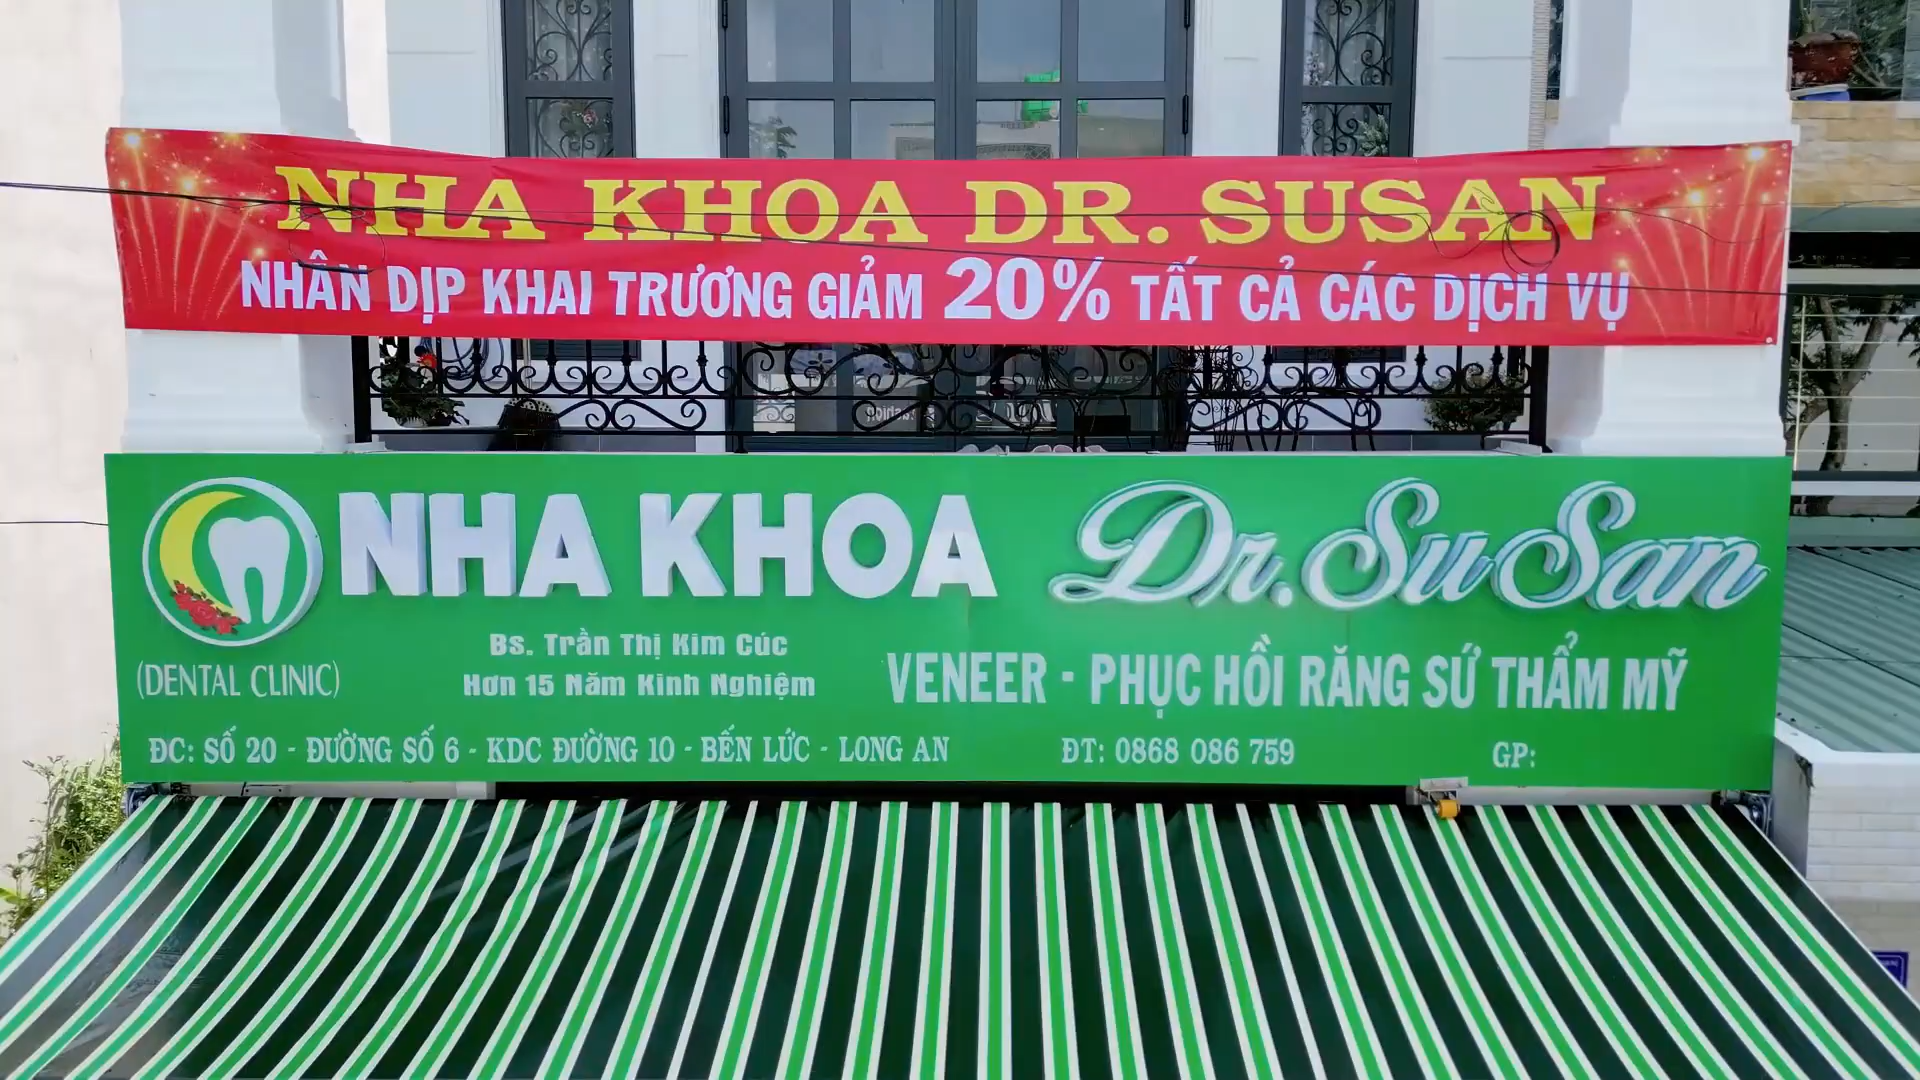 NHA KHOA DR. SUSAN
NHÂN DỊP KHAI TRƯƠNG GIẢM 20% TẤT CẢ CÁC DỊCH VỤ
NHA KHOA Dr. SuSan
(DENTAL CLINIC)
Bs. Trần Thị Kim Cúc
Hơn 15 Năm Kinh Nghiệm
VENEER - PHỤC HỒI RĂNG SỨ THẨM MỸ
ĐC: SỐ 20 - ĐƯỜNG SỐ 6 - KDC ĐƯỜNG 10 - BẾN LỨC - LONG AN
ĐT: 0868 086 759
GP: